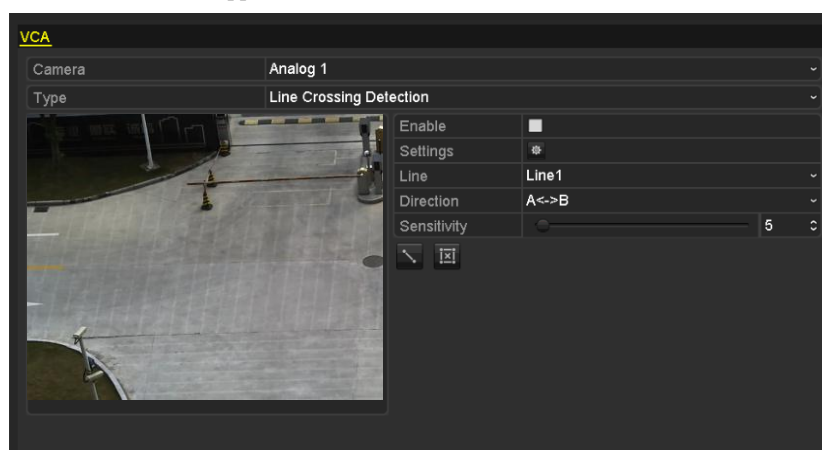 VCA
Camera Analog 1
Type Line Crossing Detection
Enable
Settings
Line Line1
Direction A<->B
Sensitivity 5